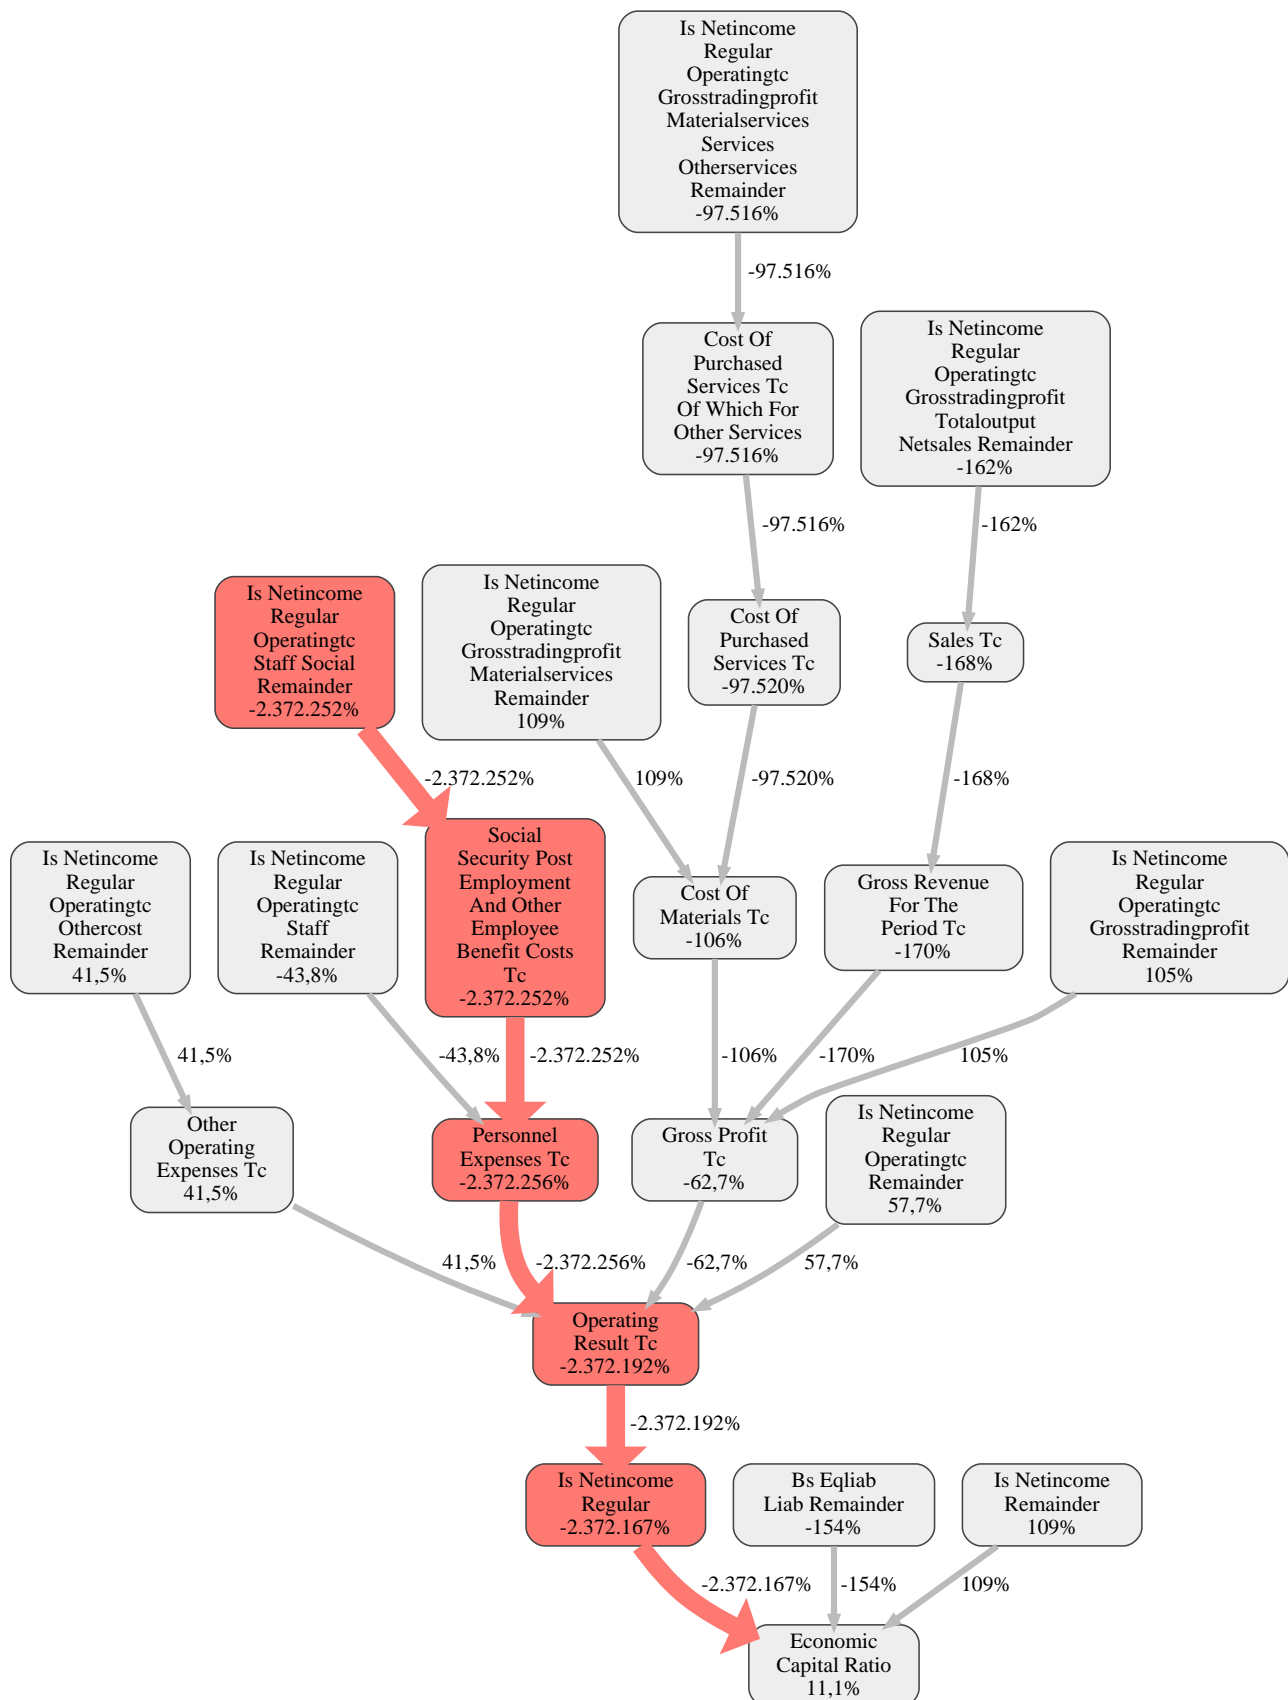 Is Netincome
Regular
Operatingtc
Grosstradingprofit
Materialservices
Services
Otherservices
Remainder
-97.516%
-97.516%
Cost Of
Purchased
Services Tc
Of Which For
Other Services
-97.516%
Is Netincome
Regular
Operatingtc
Grosstradingprofit
Totaloutput
Netsales Remainder
-162%
-97.516%
-162%
Is Netincome
Regular
Operatingtc
Staff Social
Remainder
-2.372.252%
Is Netincome
Regular
Operatingtc
Grosstradingprofit
Materialservices
Remainder
109%
Cost Of
Purchased
Services Tc
-97.520%
Sales Tc
-168%
-2.372.252%
109%
-97.520%
-168%
Is Netincome
Regular
Operatingtc
Othercost
Remainder
41,5%
Is Netincome
Regular
Operatingtc
Staff
Remainder
-43,8%
Social
Security Post
Employment
And Other
Employee
Benefit Costs
Tc
-2.372.252%
Cost Of
Materials Tc
-106%
Gross Revenue
For The
Period Tc
-170%
Is Netincome
Regular
Operatingtc
Grosstradingprofit
Remainder
105%
41,5%
-43,8%
-2.372.252%
-106%
-170%
105%
Other
Operating
Expenses Tc
41,5%
Personnel
Expenses Tc
-2.372.256%
Gross Profit
Tc
-62,7%
Is Netincome
Regular
Operatingtc
Remainder
57,7%
41,5%
-2.372.256%
-62,7%
57,7%
Operating
Result Tc
-2.372.192%
-2.372.192%
Is Netincome
Regular
-2.372.167%
Bs Eqliab
Liab Remainder
-154%
Is Netincome
Remainder
109%
-2.372.167%
-154%
109%
Economic
Capital Ratio
11,1%